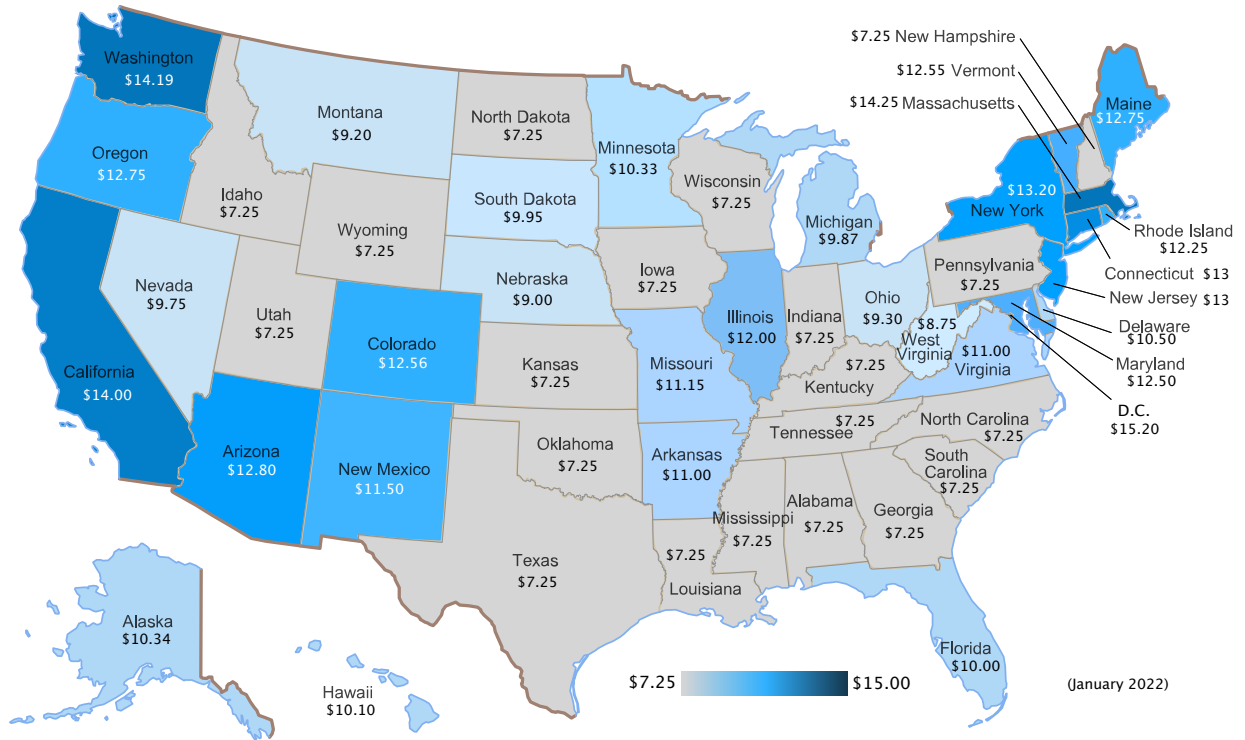 $7.25 New Hampshire
$12.55 Vermont
$14.25 Massachusetts
Washington
$14.19
Maine
$12.75
Montana
$9.20
North Dakota
$7.25
Minnesota
$10.33
Oregon
$12.75
Idaho
$7.25
Wisconsin
$7.25
$13.20
New York
South Dakota
$9.95
Michigan
$9.87
Wyoming
$7.25
Rhode Island
$12.25
Connecticut $13
New Jersey $13
Nevada
$9.75
Nebraska
$9.00
Iowa
$7.25
Pennsylvania
$7.25
Utah
$7.25
Illinois
$12.00
Indiana
$7.25
Ohio
$9.30
$8.75
West
Virginia
Delaware
$10.50
Colorado
$12.56
California
$14.00
Kansas
$7.25
Missouri
$11.15
$7.25
Kentucky
$11.00
Virginia
Maryland
$12.50
D.C.
$15.20
Arizona
$12.80
New Mexico
$11.50
Oklahoma
$7.25
Arkansas
$11.00
$7.25
Tennessee
North Carolina
$7.25
South
Carolina
$7.25
Mississippi
$7.25
Alabama
$7.25
Georgia
$7.25
Texas
$7.25
$7.25
Louisiana
Alaska
$10.34
Hawaii
$10.10
Florida
$10.00
$7.25 $15.00
(January 2022)